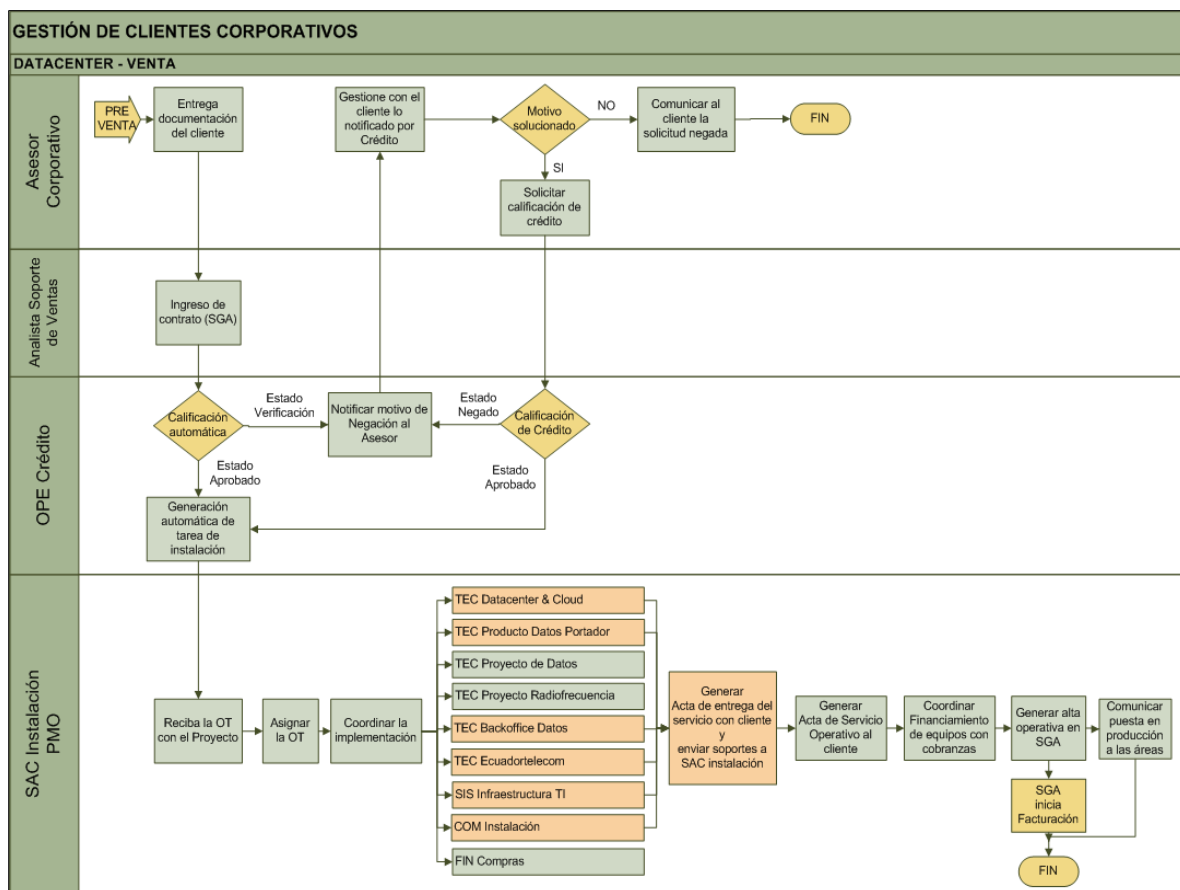 GESTIÓN DE CLIENTES CORPORATIVOS
DATACENTER - VENTA
Asesor
Corporativo
PRE
VENTA
Entrega
documentación
del cliente
Gestione con el
cliente lo
notificado por
Crédito
Motivo
solucionado
NO
Comunicar al
cliente la
solicitud negada
FIN
SI
Solicitar
calificación de
crédito
Analista Soporte
de Ventas
Ingreso de
contrato (SGA)
OPE Crédito
Calificación
automática
Estado
Verificación
Notificar motivo de
Negación al
Asesor
Estado
Negado
Calificación
de Crédito
Estado
Aprobado
Estado
Aprobado
Generación
automática de
tarea de
instalación
SAC Instalación
PMO
Reciba la OT
con el Proyecto
Asignar
la OT
Coordinar la
implementación
TEC Datacenter & Cloud
TEC Producto Datos Portador
TEC Proyecto de Datos
TEC Proyecto Radiofrecuencia
TEC Backoffice Datos
TEC Ecuadortelecom
SIS Infraestructura TI
COM Instalación
FIN Compras
Generar
Acta de entrega del
servicio con cliente
y
enviar soportes a
SAC instalación
Generar
Acta de Servicio
Operativo al
cliente
Coordinar
Financiamiento
de equipos con
cobranzas
Generar alta
operativa en
SGA
Comunicar
puesta en
producción
a las áreas
SGA
inicia
Facturación
FIN